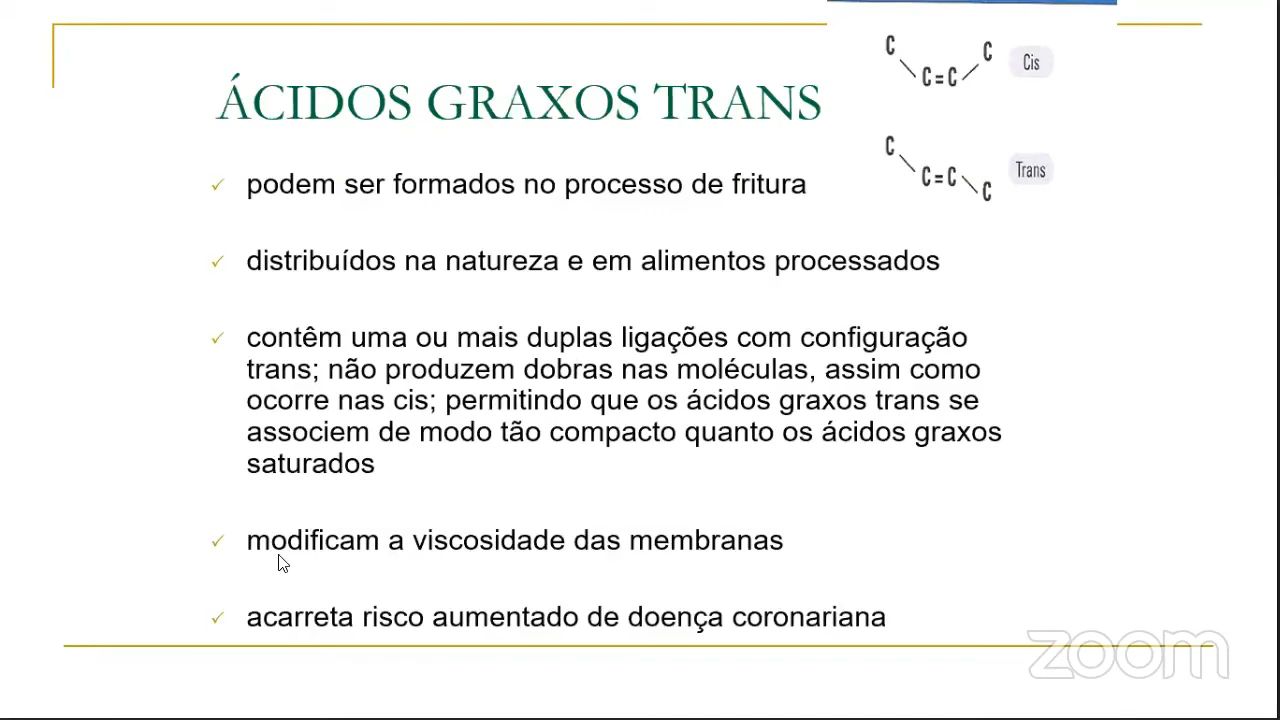 ÁCIDOS GRAXOS TRANS
C
C
C=C
Cis
C
C=C
C
Trans
podem ser formados no processo de fritura
distribuídos na natureza e em alimentos processados
contêm uma ou mais duplas ligações com configuração
trans; não produzem dobras nas moléculas, assim como
ocorre nas cis; permitindo que os ácidos graxos trans se
associem de modo tão compacto quanto os ácidos graxos
saturados
modificam a viscosidade das membranas
acarreta risco aumentado de doença coronariana
zoom